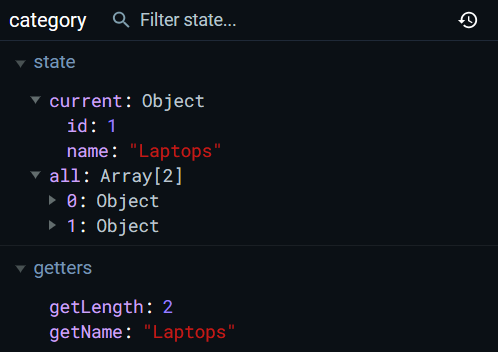 category Filter state...
state
current: Object
id: 1
name: "Laptops"
all: Array[2]
0: Object
1: Object
getters
getLength: 2
getName: "Laptops"